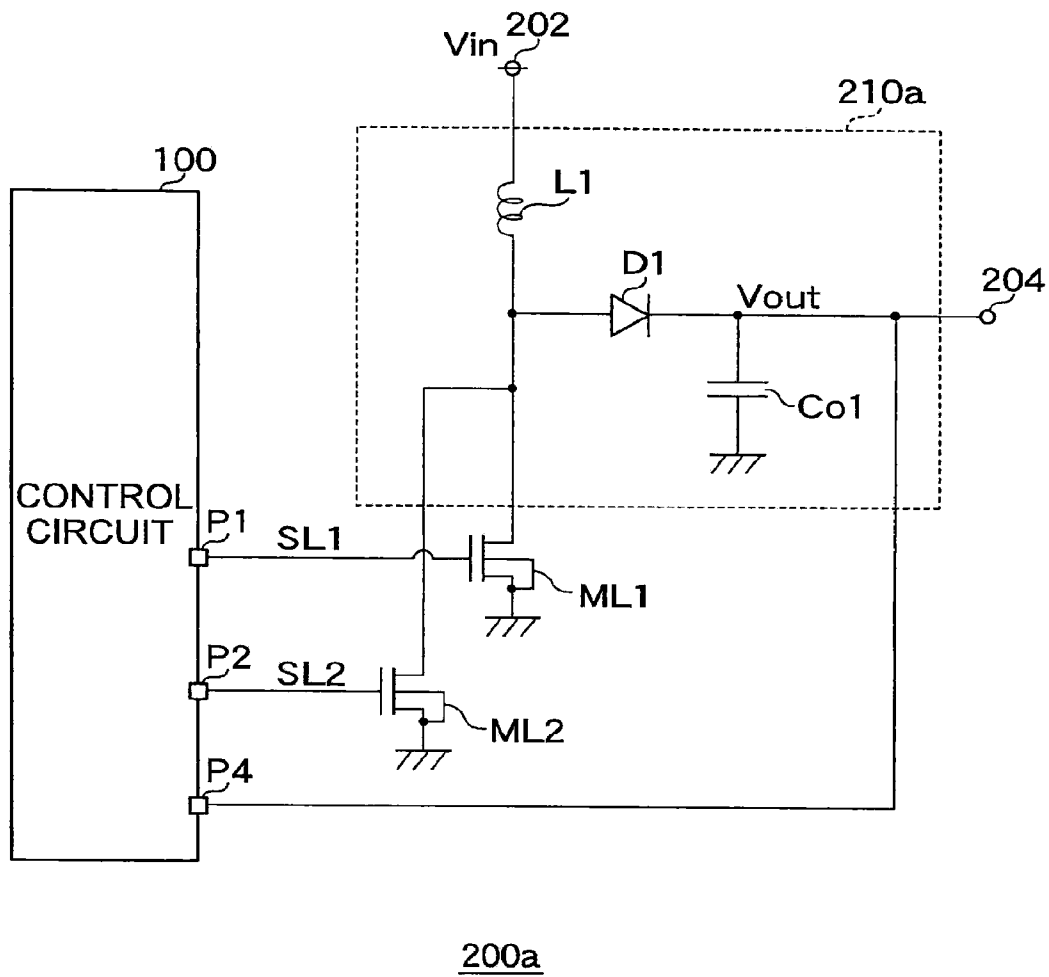 202
Vin
210a
100
L1
D1
Vout
204
Co1
CONTROL
CIRCUIT
P1
SL1
ML1
P2
SL2
ML2
P4
200a